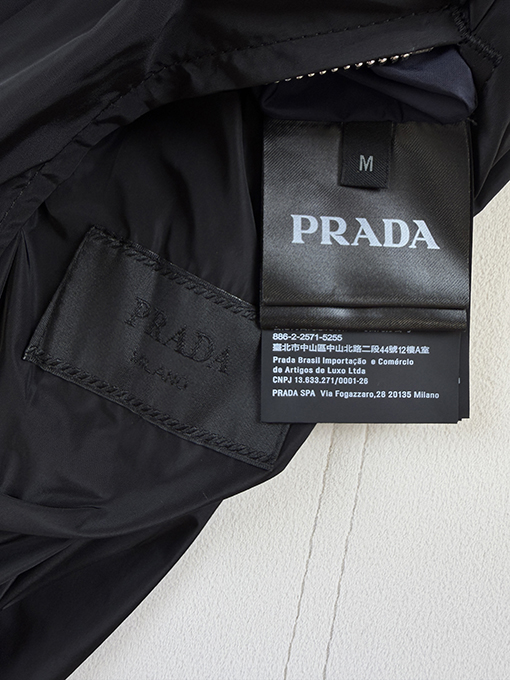 M
PRADA
886-2-2571-5255
臺北市中山區中山北路二段44號12樓A室
Prada Brasil Importação e Comércio
de Artigos de Luxo Ltda
CNPJ 13.633.271/0001-26
PRADA SPA Via Fogazzaro,28 20135 Milano
PRADA
MILANO